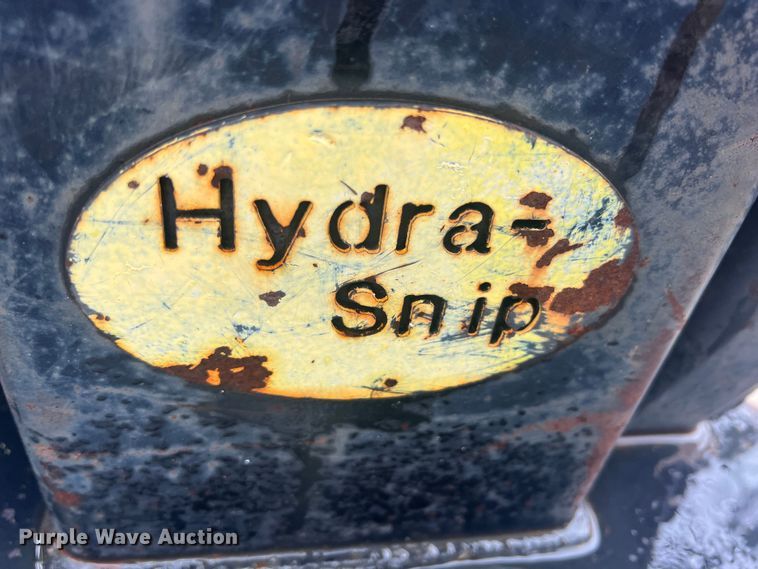 Hydra-
Snip
Purple Wave Auction